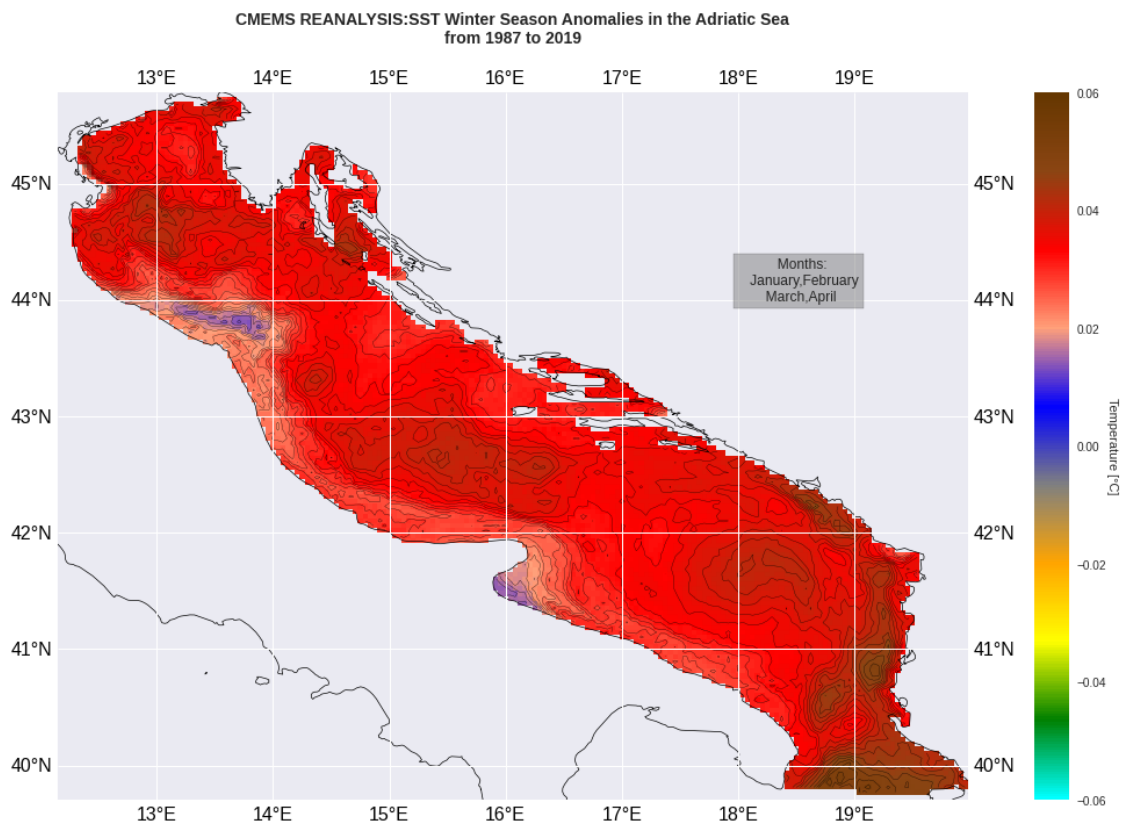 CMEMS REANALYSIS:SST Winter Season Anomalies in the Adriatic Sea
from 1987 to 2019
13°E 14°E 15°E 16°E 17°E 18°E 19°E
0.06
45°N 45°N
0.04
Months:
January,February
March,April
44°N 44°N
0.02
43°N 43°N
Temperature [°C]
0.00
42°N 42°N
−0.02
41°N 41°N
−0.04
40°N 40°N
−0.06
13°E 14°E 15°E 16°E 17°E 18°E 19°E